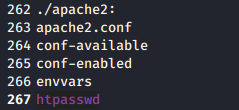 262 ./apache2:
263 apache2.conf
264 conf-available
265 conf-enabled
266 envvars
267 htpasswd